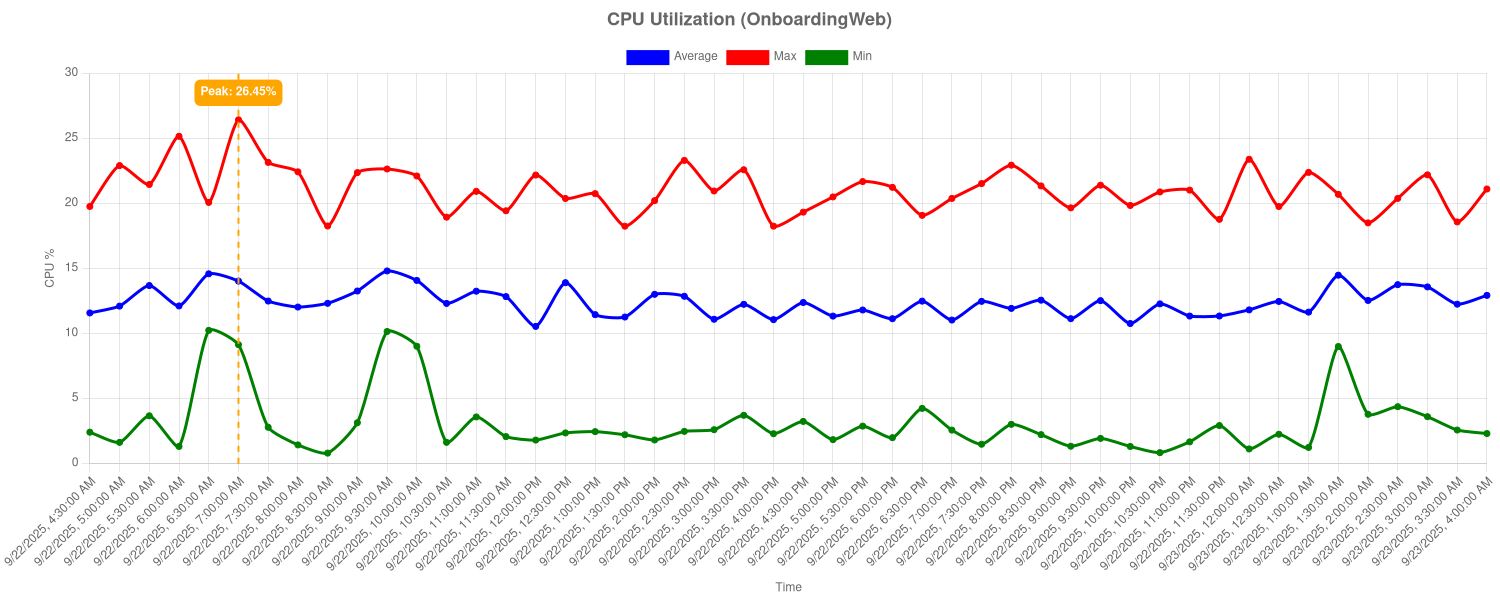 CPU Utilization (OnboardingWeb)
Average Max Min
Peak: 26.45%
30
25
20
15
10
5
0
CPU %
9/22/2025, 4:30:00 AM
9/22/2025, 5:00:00 AM
9/22/2025, 5:30:00 AM
9/22/2025, 6:00:00 AM
9/22/2025, 6:30:00 AM
9/22/2025, 7:00:00 AM
9/22/2025, 7:30:00 AM
9/22/2025, 8:00:00 AM
9/22/2025, 8:30:00 AM
9/22/2025, 9:00:00 AM
9/22/2025, 9:30:00 AM
9/22/2025, 10:00:00 AM
9/22/2025, 10:30:00 AM
9/22/2025, 11:00:00 AM
9/22/2025, 11:30:00 AM
9/22/2025, 12:00:00 PM
9/22/2025, 12:30:00 PM
9/22/2025, 1:00:00 PM
9/22/2025, 1:30:00 PM
9/22/2025, 2:00:00 PM
9/22/2025, 2:30:00 PM
9/22/2025, 3:00:00 PM
9/22/2025, 3:30:00 PM
9/22/2025, 4:00:00 PM
9/22/2025, 4:30:00 PM
9/22/2025, 5:00:00 PM
9/22/2025, 5:30:00 PM
9/22/2025, 6:00:00 PM
9/22/2025, 6:30:00 PM
9/22/2025, 7:00:00 PM
9/22/2025, 7:30:00 PM
9/22/2025, 8:00:00 PM
9/22/2025, 8:30:00 PM
9/22/2025, 9:00:00 PM
9/22/2025, 9:30:00 PM
9/22/2025, 10:00:00 PM
9/22/2025, 10:30:00 PM
9/22/2025, 11:00:00 PM
9/22/2025, 11:30:00 PM
9/23/2025, 12:00:00 AM
9/23/2025, 12:30:00 AM
9/23/2025, 1:00:00 AM
9/23/2025, 1:30:00 AM
9/23/2025, 2:00:00 AM
9/23/2025, 2:30:00 AM
9/23/2025, 3:00:00 AM
9/23/2025, 3:30:00 AM
9/23/2025, 4:00:00 AM
Time